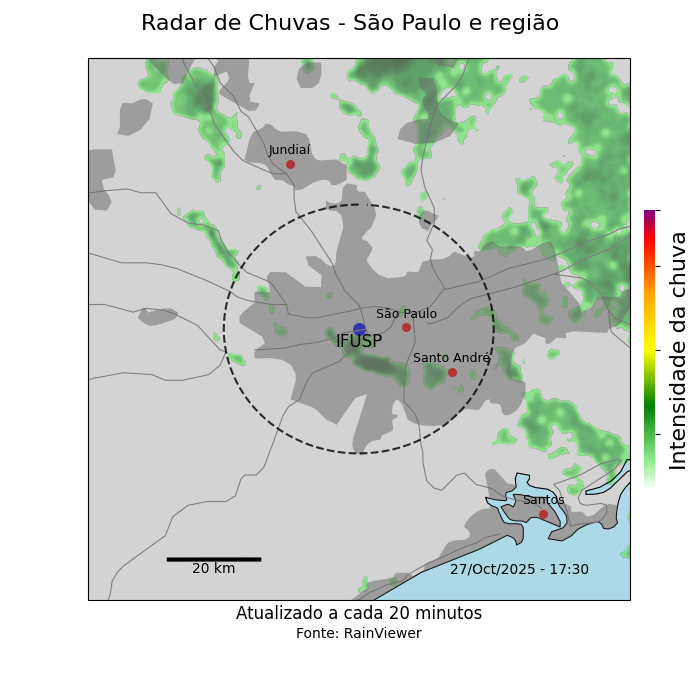 Radar de Chuvas - São Paulo e região
Jundiaí
São Paulo
IFUSP
Santo André
Santos
20 km
27/Oct/2025 - 17:30
Intensidade da chuva
Atualizado a cada 20 minutos
Fonte: RainViewer